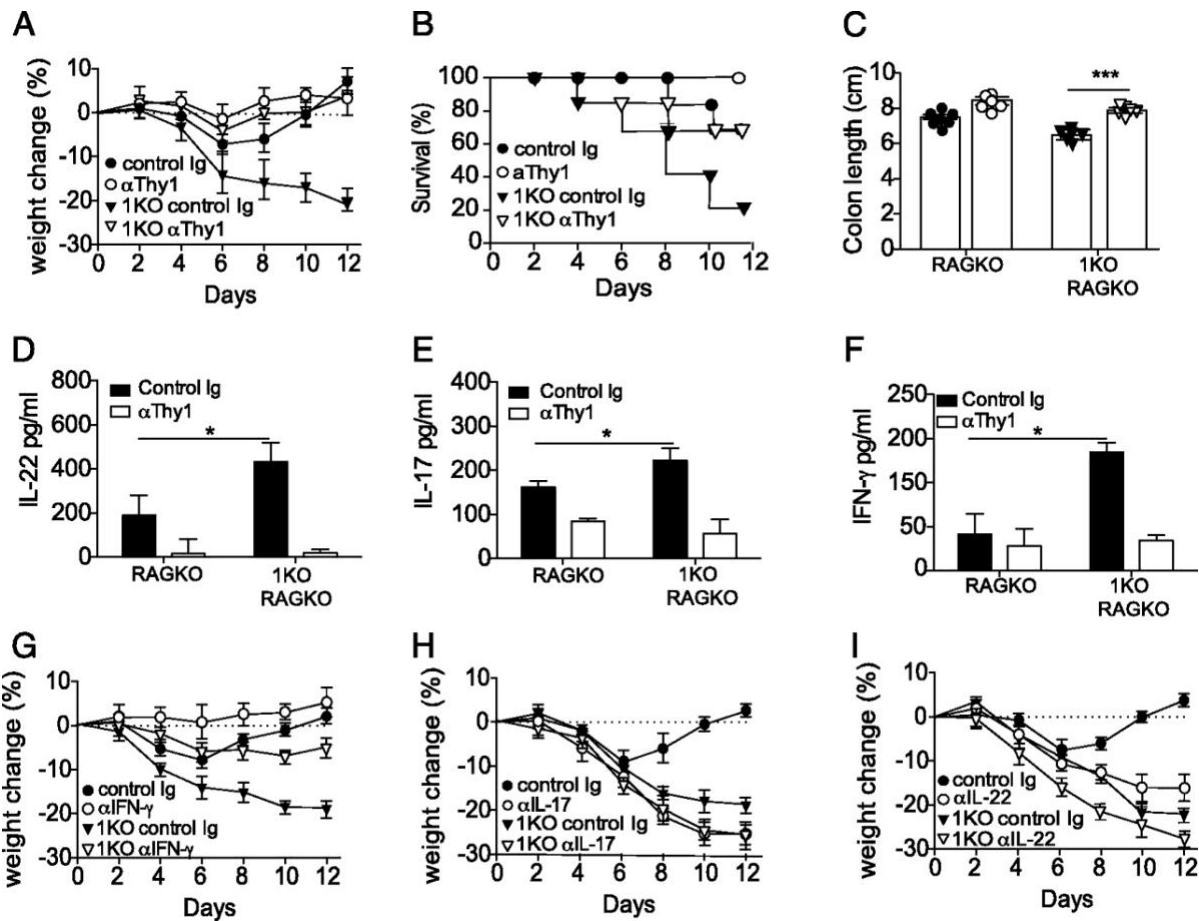 A
weight change (%)
10
0
-10
-20
-30
control Ig
αThy1
1KO control Ig
1KO αThy1
0 2 4 6 8 10 12
Days
B
Survival (%)
100
80
60
40
20
0
control Ig
aThy1
1KO control Ig
1KO αThy1
0 2 4 6 8 10 12
Days
C
Colon length (cm)
10
8
6
4
2
0
***
RAGKO
1KO
RAGKO
D
IL-22 pg/ml
800
600
400
200
0
Control Ig
αThy1
*
RAGKO
1KO
RAGKO
E
IL-17 pg/ml
400
300
200
100
0
Control Ig
αThy1
*
RAGKO
1KO
RAGKO
F
IFN-γ pg/ml
250
200
150
50
0
Control Ig
αThy1
*
RAGKO
1KO
RAGKO
G
weight change (%)
10
0
-10
-20
-30
control Ig
αIFN-γ
1KO control Ig
1KO αIFN-γ
0 2 4 6 8 10 12
Days
H
weight change (%)
10
0
-10
-20
-30
control Ig
αIL-17
1KO control Ig
1KO αIL-17
0 2 4 6 8 10 12
Days
I
weight change (%)
10
0
-10
-20
-30
control Ig
αIL-22
1KO control Ig
1KO αIL-22
0 2 4 6 8 10 12
Days